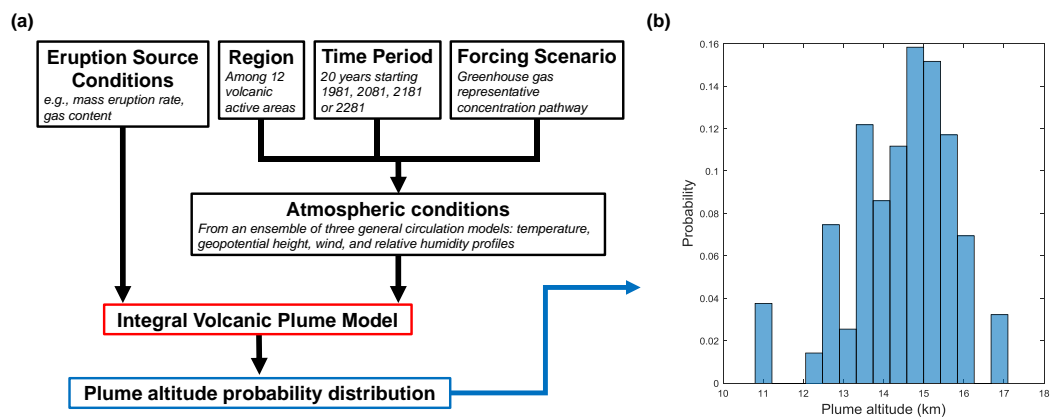 (a)
Eruption Source
Conditions
e.g., mass eruption rate,
gas content
Region
Among 12
volcanic
active areas
Time Period
20 years starting
1981, 2081, 2181
or 2281
Forcing Scenario
Greenhouse gas
representative
concentration pathway
Atmospheric conditions
From an ensemble of three general circulation models: temperature,
geopotential height, wind, and relative humidity profiles
Integral Volcanic Plume Model
Plume altitude probability distribution
(b)
Probability
0.16
0.14
0.12
0.1
0.08
0.06
0.04
0.02
0
10 11 12 13 14 15 16 17 18
Plume altitude (km)